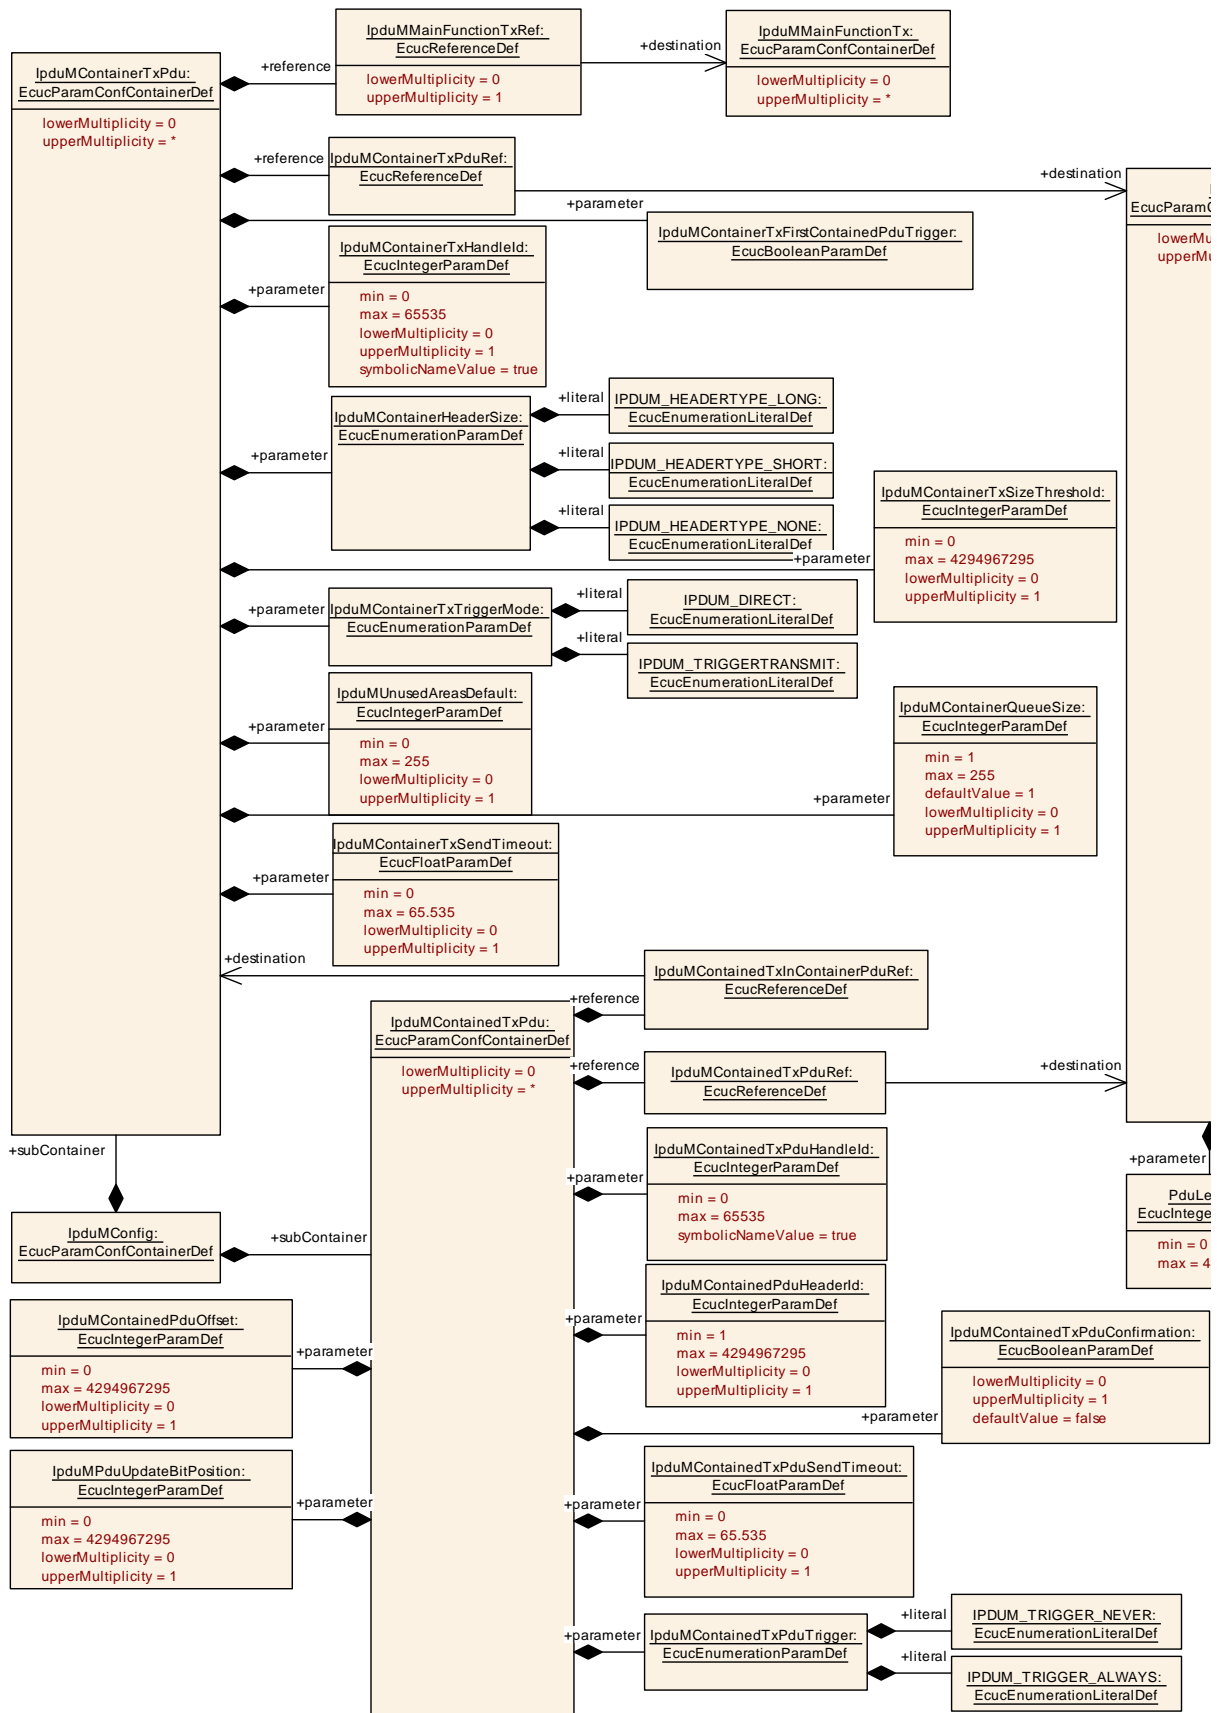 IpduMMainFunctionTxRef:
EcucReferenceDef
lowerMultiplicity = 0
upperMultiplicity = 1
+destination
IpduMMainFunctionTx:
EcucParamConfContainerDef
lowerMultiplicity = 0
upperMultiplicity = *
IpduMContainerTxPdu:
EcucParamConfContainerDef
lowerMultiplicity = 0
upperMultiplicity = *
+reference
+reference
IpduMContainerTxPduRef:
EcucReferenceDef
+destination
EcucParamC
lowerMu
upperMu
+parameter
IpduMContainerTxFirstContainedPduTrigger:
EcucBooleanParamDef
IpduMContainerTxHandleId:
EcucIntegerParamDef
min = 0
max = 65535
lowerMultiplicity = 0
upperMultiplicity = 1
symbolicNameValue = true
+parameter
IpduMContainerHeaderSize:
EcucEnumerationParamDef
+parameter
+literal
IPDUM_HEADERTYPE_LONG:
EcucEnumerationLiteralDef
+literal
IPDUM_HEADERTYPE_SHORT:
EcucEnumerationLiteralDef
+literal
IPDUM_HEADERTYPE_NONE:
EcucEnumerationLiteralDef
IpduMContainerTxSizeThreshold:
EcucIntegerParamDef
min = 0
max = 4294967295
lowerMultiplicity = 0
upperMultiplicity = 1
+parameter
+parameter
IpduMContainerTxTriggerMode:
EcucEnumerationParamDef
+literal
IPDUM_DIRECT:
EcucEnumerationLiteralDef
+literal
IPDUM_TRIGGERTRANSMIT:
EcucEnumerationLiteralDef
+parameter
IpduMUnusedAreasDefault:
EcucIntegerParamDef
min = 0
max = 255
lowerMultiplicity = 0
upperMultiplicity = 1
IpduMContainerQueueSize:
EcucIntegerParamDef
min = 1
max = 255
defaultValue = 1
lowerMultiplicity = 0
upperMultiplicity = 1
+parameter
+parameter
IpduMContainerTxSendTimeout:
EcucFloatParamDef
min = 0
max = 65.535
lowerMultiplicity = 0
upperMultiplicity = 1
+destination
IpduMContainedTxInContainerPduRef:
EcucReferenceDef
+reference
IpduMContainedTxPdu:
EcucParamConfContainerDef
lowerMultiplicity = 0
upperMultiplicity = *
+reference
IpduMContainedTxPduRef:
EcucReferenceDef
+destination
+subContainer
IpduMConfig:
EcucParamConfContainerDef
+subContainer
+parameter
IpduMContainedTxPduHandleId:
EcucIntegerParamDef
min = 0
max = 65535
symbolicNameValue = true
+parameter
PduLe
EcucIntege
min = 0
max = 4
+parameter
IpduMContainedPduHeaderId:
EcucIntegerParamDef
min = 1
max = 4294967295
lowerMultiplicity = 0
upperMultiplicity = 1
IpduMContainedPduOffset:
EcucIntegerParamDef
min = 0
max = 4294967295
lowerMultiplicity = 0
upperMultiplicity = 1
+parameter
IpduMContainedTxPduConfirmation:
EcucBooleanParamDef
lowerMultiplicity = 0
upperMultiplicity = 1
defaultValue = false
+parameter
IpduMPduUpdateBitPosition:
EcucIntegerParamDef
min = 0
max = 4294967295
lowerMultiplicity = 0
upperMultiplicity = 1
+parameter
+parameter
IpduMContainedTxPduSendTimeout:
EcucFloatParamDef
min = 0
max = 65.535
lowerMultiplicity = 0
upperMultiplicity = 1
+parameter
IpduMContainedTxPduTrigger:
EcucEnumerationParamDef
+literal
IPDUM_TRIGGER_NEVER:
EcucEnumerationLiteralDef
+literal
IPDUM_TRIGGER_ALWAYS:
EcucEnumerationLiteralDef